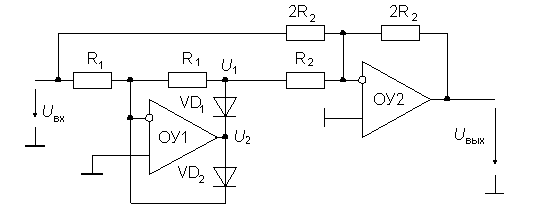 2R₂ 2R₂
R₁ R₁ U₁ R₂
VD₁
Uвх ОУ1 U₂ ОУ2
VD₂ Uвых